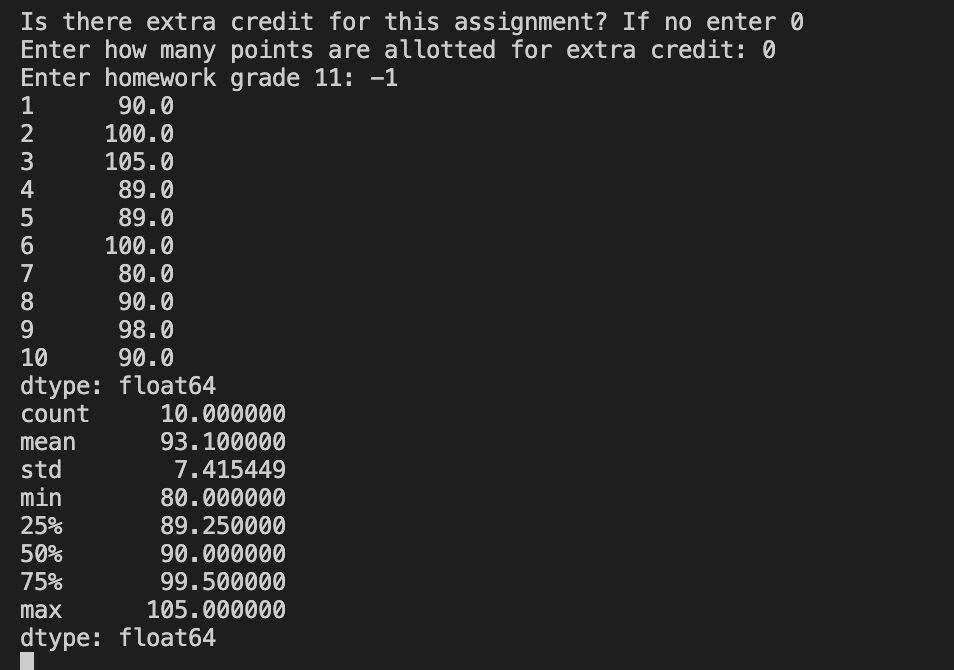 Is there extra credit for this assignment? If no enter 0
Enter how many points are allotted for extra credit: 0
Enter homework grade 11: -1
1      90.0
2     100.0
3     105.0
4      89.0
5      89.0
6     100.0
7      80.0
8      90.0
9      98.0
10     90.0
dtype: float64
count     10.000000
mean      93.100000
std        7.415449
min       80.000000
25%       89.250000
50%       90.000000
75%       99.500000
max      105.000000
dtype: float64